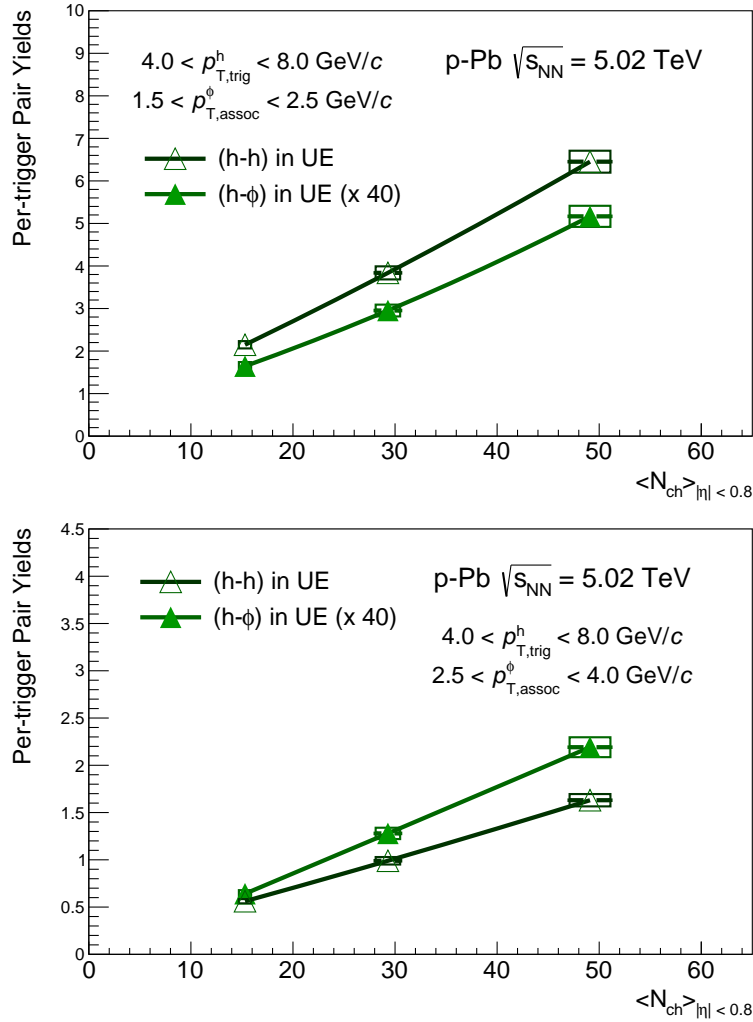 10
9
8
7
6
5
4
3
2
1
0
Per-trigger Pair Yields
4.0 < p^h_T,trig < 8.0 GeV/c
1.5 < p^ϕ_T,assoc < 2.5 GeV/c
p-Pb √s_NN = 5.02 TeV
(h-h) in UE
(h-ϕ) in UE (x 40)
0 10 20 30 40 50 60
<N_ch>_|η| < 0.8
4.5
4
3.5
3
2.5
2
1.5
1
0.5
0
Per-trigger Pair Yields
(h-h) in UE
(h-ϕ) in UE (x 40)
p-Pb √s_NN = 5.02 TeV
4.0 < p^h_T,trig < 8.0 GeV/c
2.5 < p^ϕ_T,assoc < 4.0 GeV/c
0 10 20 30 40 50 60
<N_ch>_|η| < 0.8